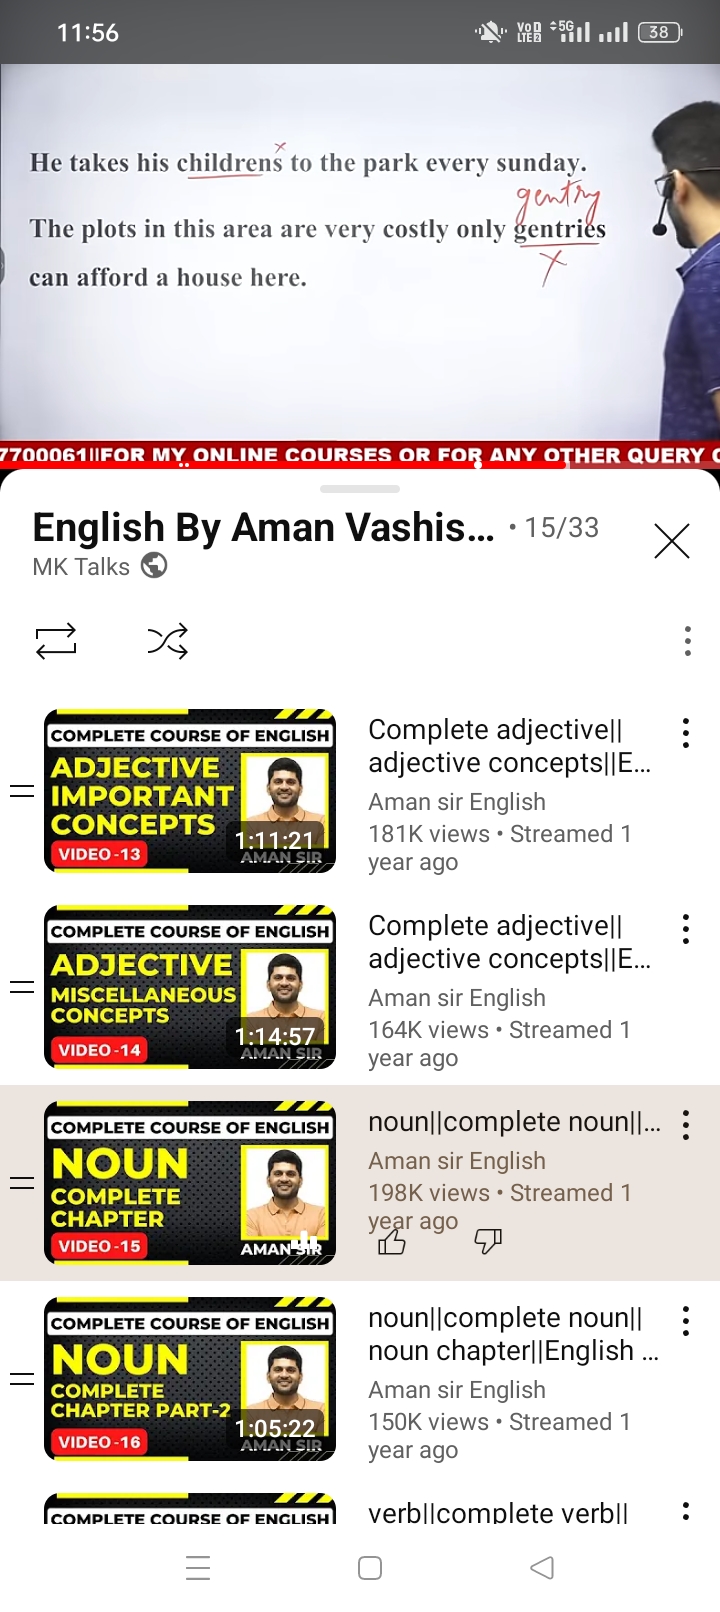 11:56
VoD
LTE2
5G
38
He takes his childrens to the park every sunday.
gentry
The plots in this area are very costly only gentries
can afford a house here.
7700061||FOR MY ONLINE COURSES OR FOR ANY OTHER QUERY
English By Aman Vashis... • 15/33
MK Talks
COMPLETE COURSE OF ENGLISH
ADJECTIVE
IMPORTANT
CONCEPTS
VIDEO -13
1:11:21
AMAN SIR
Complete adjective||
adjective concepts||E...
Aman sir English
181K views • Streamed 1
year ago
COMPLETE COURSE OF ENGLISH
ADJECTIVE
MISCELLANEOUS
CONCEPTS
VIDEO -14
1:14:57
AMAN SIR
Complete adjective||
adjective concepts||E...
Aman sir English
164K views • Streamed 1
year ago
COMPLETE COURSE OF ENGLISH
NOUN
COMPLETE
CHAPTER
VIDEO -15
AMAN SIR
noun||complete noun||...
Aman sir English
198K views • Streamed 1
year ago
COMPLETE COURSE OF ENGLISH
NOUN
COMPLETE
CHAPTER PART-2
VIDEO -16
1:05:22
AMAN SIR
noun||complete noun||
noun chapter||English ...
Aman sir English
150K views • Streamed 1
year ago
COMPLETE COURSE OF ENGLISH
verb||complete verb||